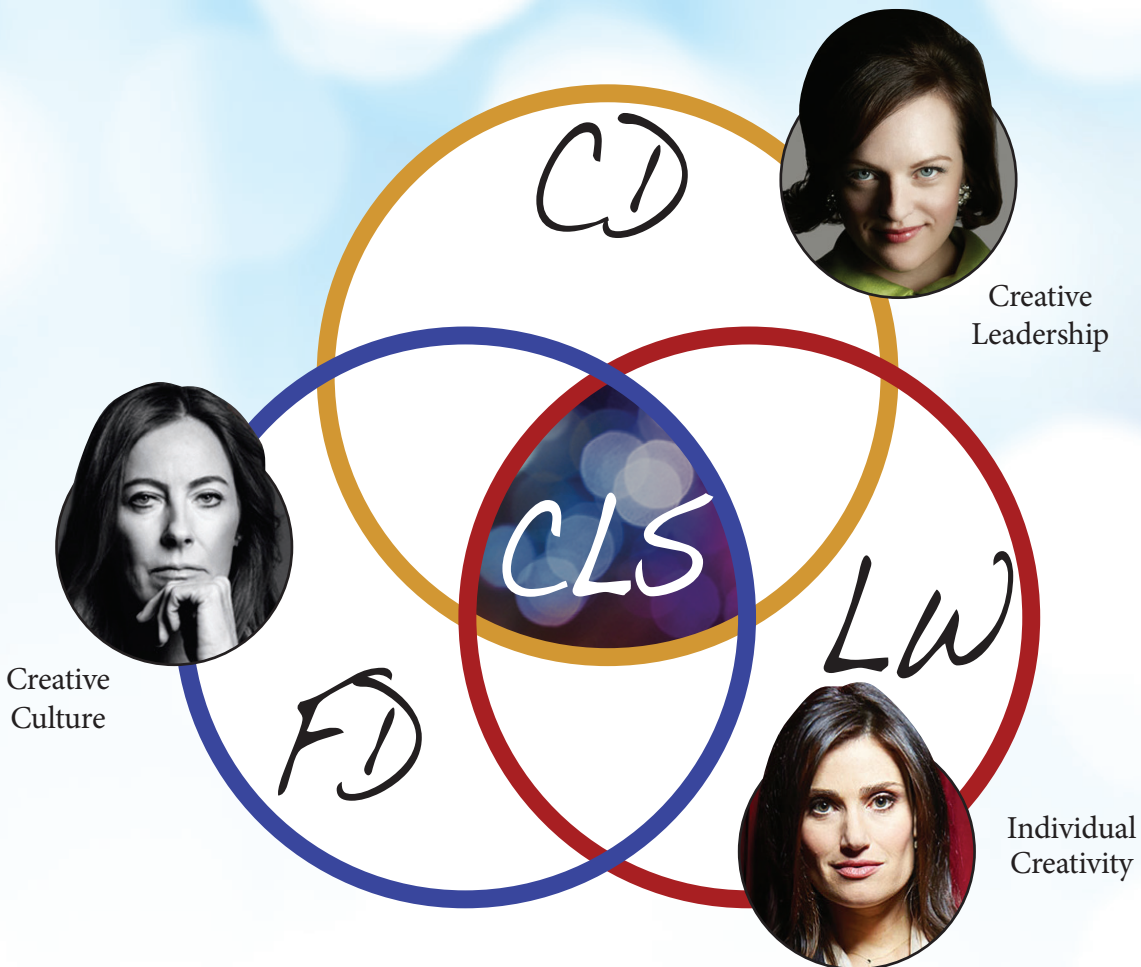 CD
Creative
Leadership
CLS
LW
Creative
Culture
FD
Individual
Creativity